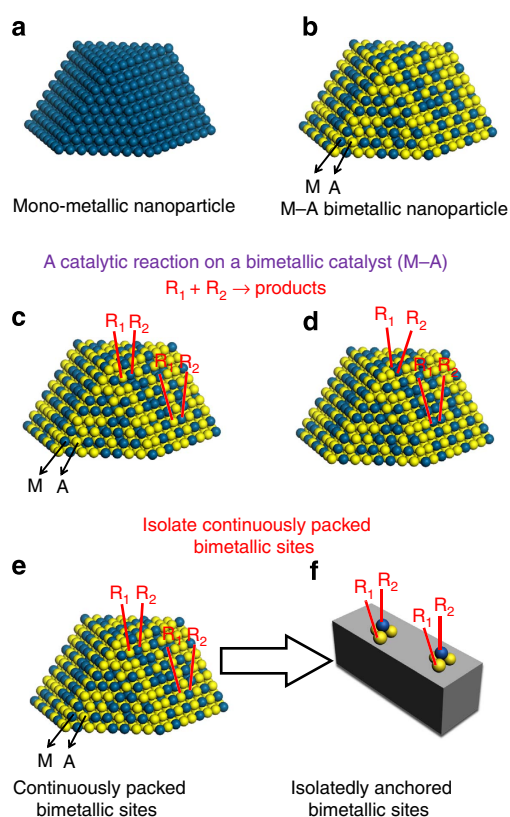 a
b
M A
Mono-metallic nanoparticle
M–A bimetallic nanoparticle
A catalytic reaction on a bimetallic catalyst (M–A)
R₁ + R₂ → products
c
d
R₁ R₂
R₁ R₂
R₁ R₂
R₁ R₂
M A
Isolate continuously packed
bimetallic sites
e
f
R₁ R₂
R₁ R₂
R₁ R₂
R₁ R₂
M A
Continuously packed
bimetallic sites
Isolatedly anchored
bimetallic sites